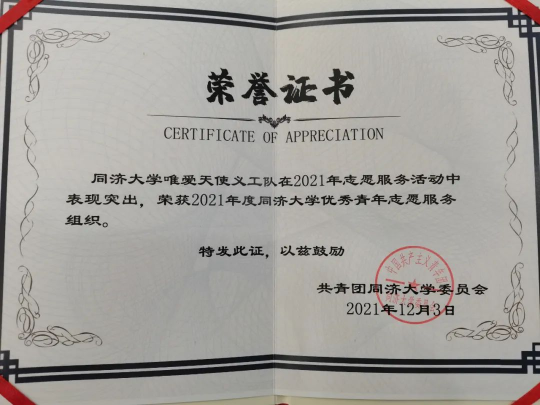 荣誉证书
CERTIFICATE OF APPRECIATION
同济大学唯爱天使义工队在2021年志愿服务活动中
表现突出，荣获2021年度同济大学优秀青年志愿服务
组织。
特发此证，以兹鼓励
共青团同济大学委员会
2021年12月3日